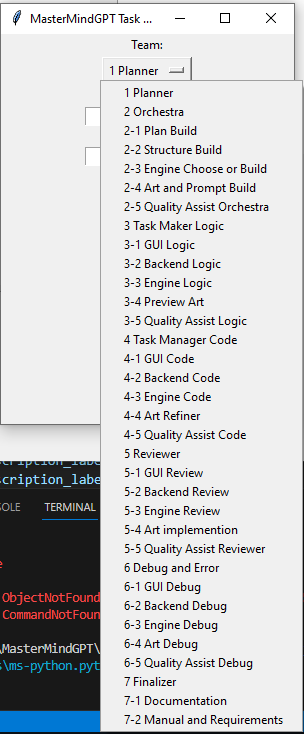 MasterMindGPT Task ...
Team:
1 Planner
1 Planner
2 Orchestra
2-1 Plan Build
2-2 Structure Build
2-3 Engine Choose or Build
2-4 Art and Prompt Build
2-5 Quality Assist Orchestra
3 Task Maker Logic
3-1 GUI Logic
3-2 Backend Logic
3-3 Engine Logic
3-4 Preview Art
3-5 Quality Assist Logic
4 Task Manager Code
4-1 GUI Code
4-2 Backend Code
4-3 Engine Code
4-4 Art Refiner
4-5 Quality Assist Code
5 Reviewer
5-1 GUI Review
5-2 Backend Review
5-3 Engine Review
5-4 Art implemention
5-5 Quality Assist Reviewer
6 Debug and Error
6-1 GUI Debug
6-2 Backend Debug
6-3 Engine Debug
6-4 Art Debug
6-5 Quality Assist Debug
7 Finalizer
7-1 Documentation
7-2 Manual and Requirements
cription_labe
cription_labe
SOLE TERMINAL
e
ObjectNotFoun
CommandNotFoun
\MasterMindGPT\
s\ms-python.pyt